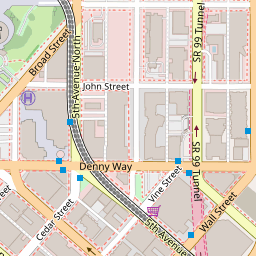 Broad Street
5th Avenue North
SR 99 Tunnel
John Street
Denny Way
SR 99 Tunnel
Vine Street
Cedar Street
Wall Street
5th Avenue